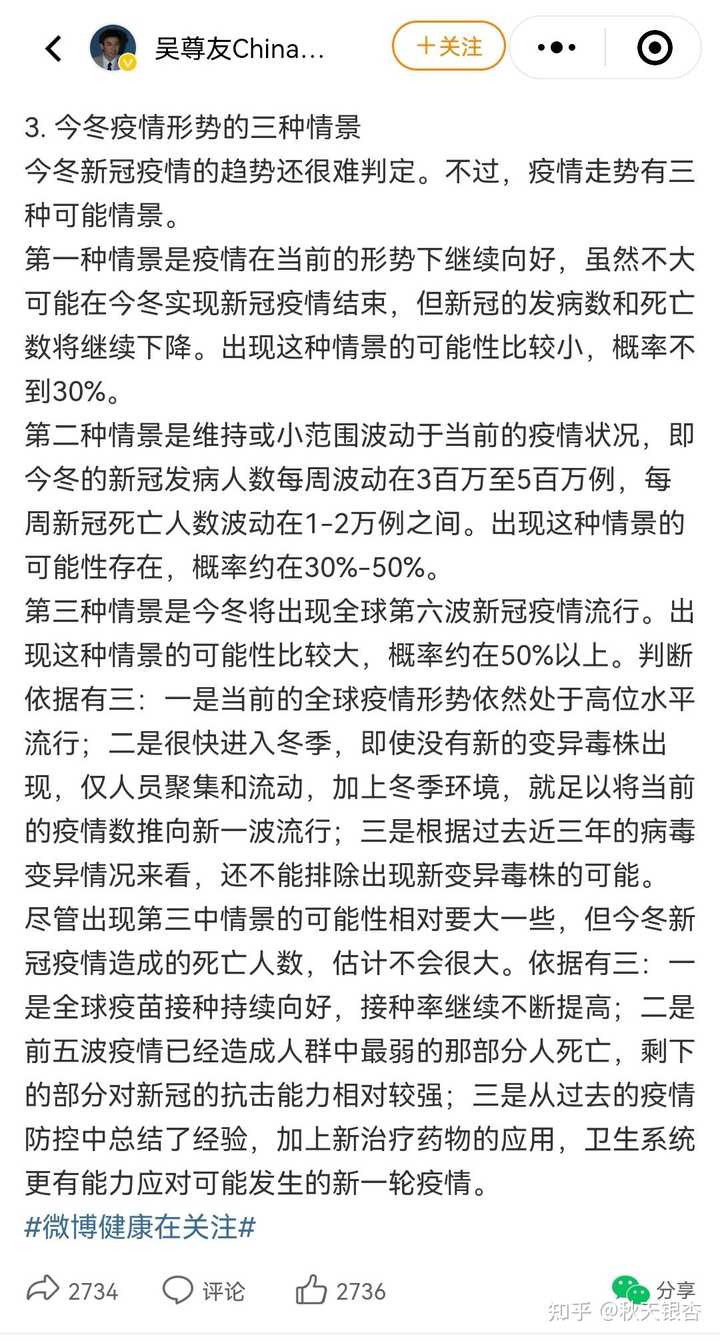 吴尊友China...
＋关注
3. 今冬疫情形势的三种情景
今冬新冠疫情的趋势还很难判定。不过，疫情走势有三
种可能情景。
第一种情景是疫情在当前的形势下继续向好，虽然不大
可能在今冬实现新冠疫情结束，但新冠的发病数和死亡
数将继续下降。出现这种情景的可能性比较小，概率不
到30%。
第二种情景是维持或小范围波动于当前的疫情状况，即
今冬的新冠发病人数每周波动在3百万至5百万例，每
周新冠死亡人数波动在1-2万例之间。出现这种情景的
可能性存在，概率约在30%-50%。
第三种情景是今冬将出现全球第六波新冠疫情流行。出
现这种情景的可能性比较大，概率约在50%以上。判断
依据有三：一是当前的全球疫情形势依然处于高位水平
流行；二是很快进入冬季，即使没有新的变异毒株出
现，仅人员聚集和流动，加上冬季环境，就足以将当前
的疫情数推向新一波流行；三是根据过去近三年的病毒
变异情况来看，还不能排除出现新变异毒株的可能。
尽管出现第三中情景的可能性相对要大一些，但今冬新
冠疫情造成的死亡人数，估计不会很大。依据有三：一
是全球疫苗接种持续向好，接种率继续不断提高；二是
前五波疫情已经造成人群中最弱的那部分人死亡，剩下
的部分对新冠的抗击能力相对较强；三是从过去的疫情
防控中总结了经验，加上新治疗药物的应用，卫生系统
更有能力应对可能发生的新一轮疫情。
#微博健康在关注#
2734 评论 2736 分享
知乎 @秋天银杏